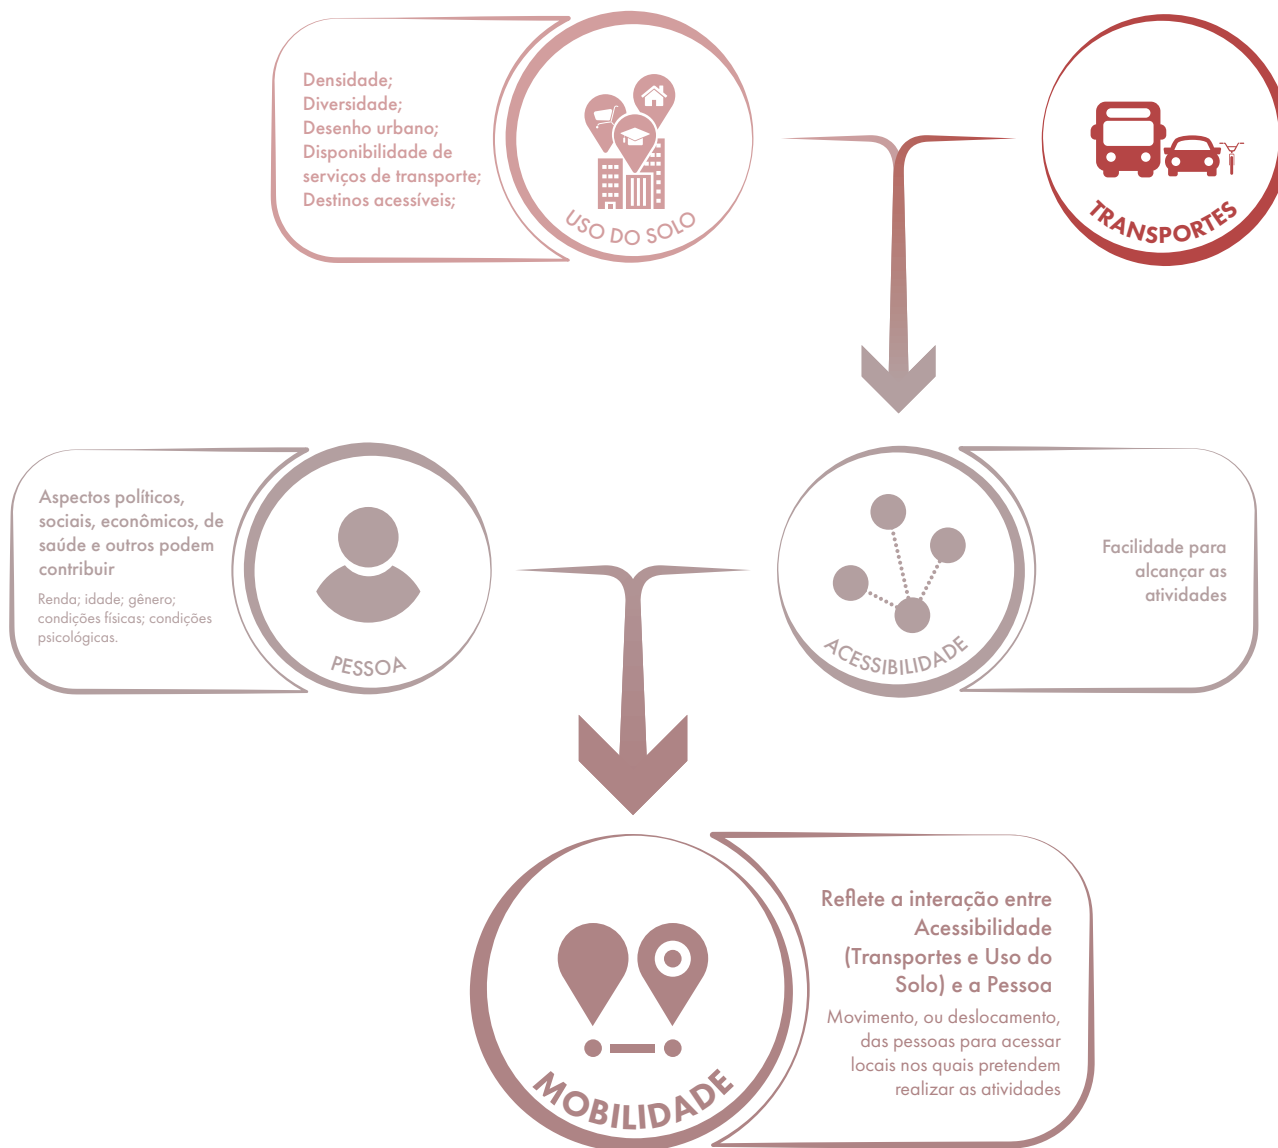 Densidade;
Diversidade;
Desenho urbano;
Disponibilidade de
serviços de transporte;
Destinos acessíveis;
USO DO SOLO
TRANSPORTES
Aspectos políticos,
sociais, econômicos, de
saúde e outros podem
contribuir
Renda; idade; gênero;
condições físicas; condições
psicológicas.
PESSOA
ACESSIBILIDADE
Facilidade para
alcançar as
atividades
MOBILIDADE
Reflete a interação entre
Acessibilidade
(Transportes e Uso do
Solo) e a Pessoa
Movimento, ou deslocamento,
das pessoas para acessar
locais nos quais pretendem
realizar as atividades